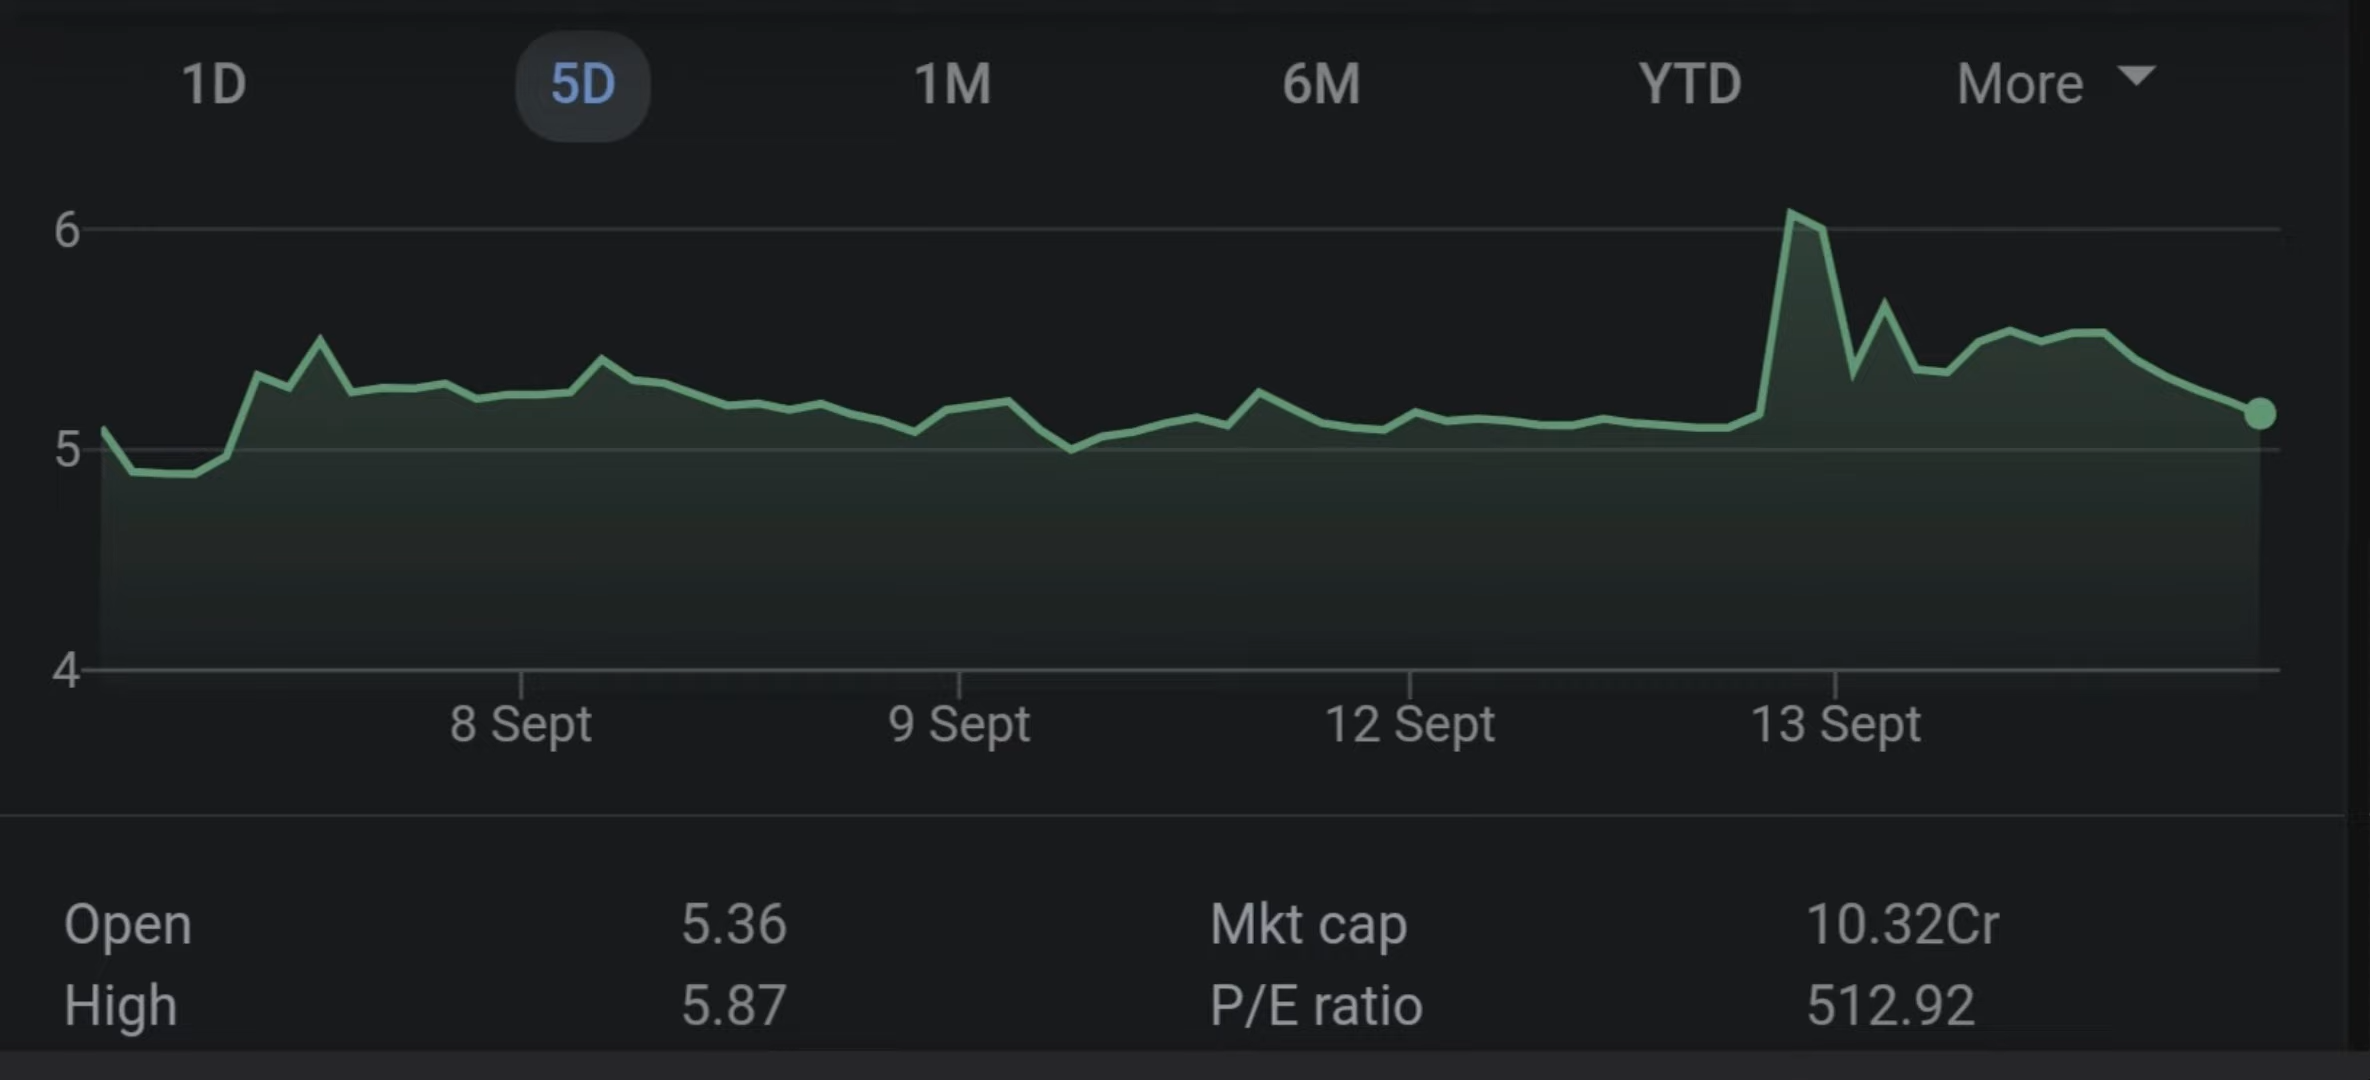 1D 5D 1M 6M YTD More
6
5
4
8 Sept 9 Sept 12 Sept 13 Sept
Open 5.36 Mkt cap 10.32Cr
High 5.87 P/E ratio 512.92